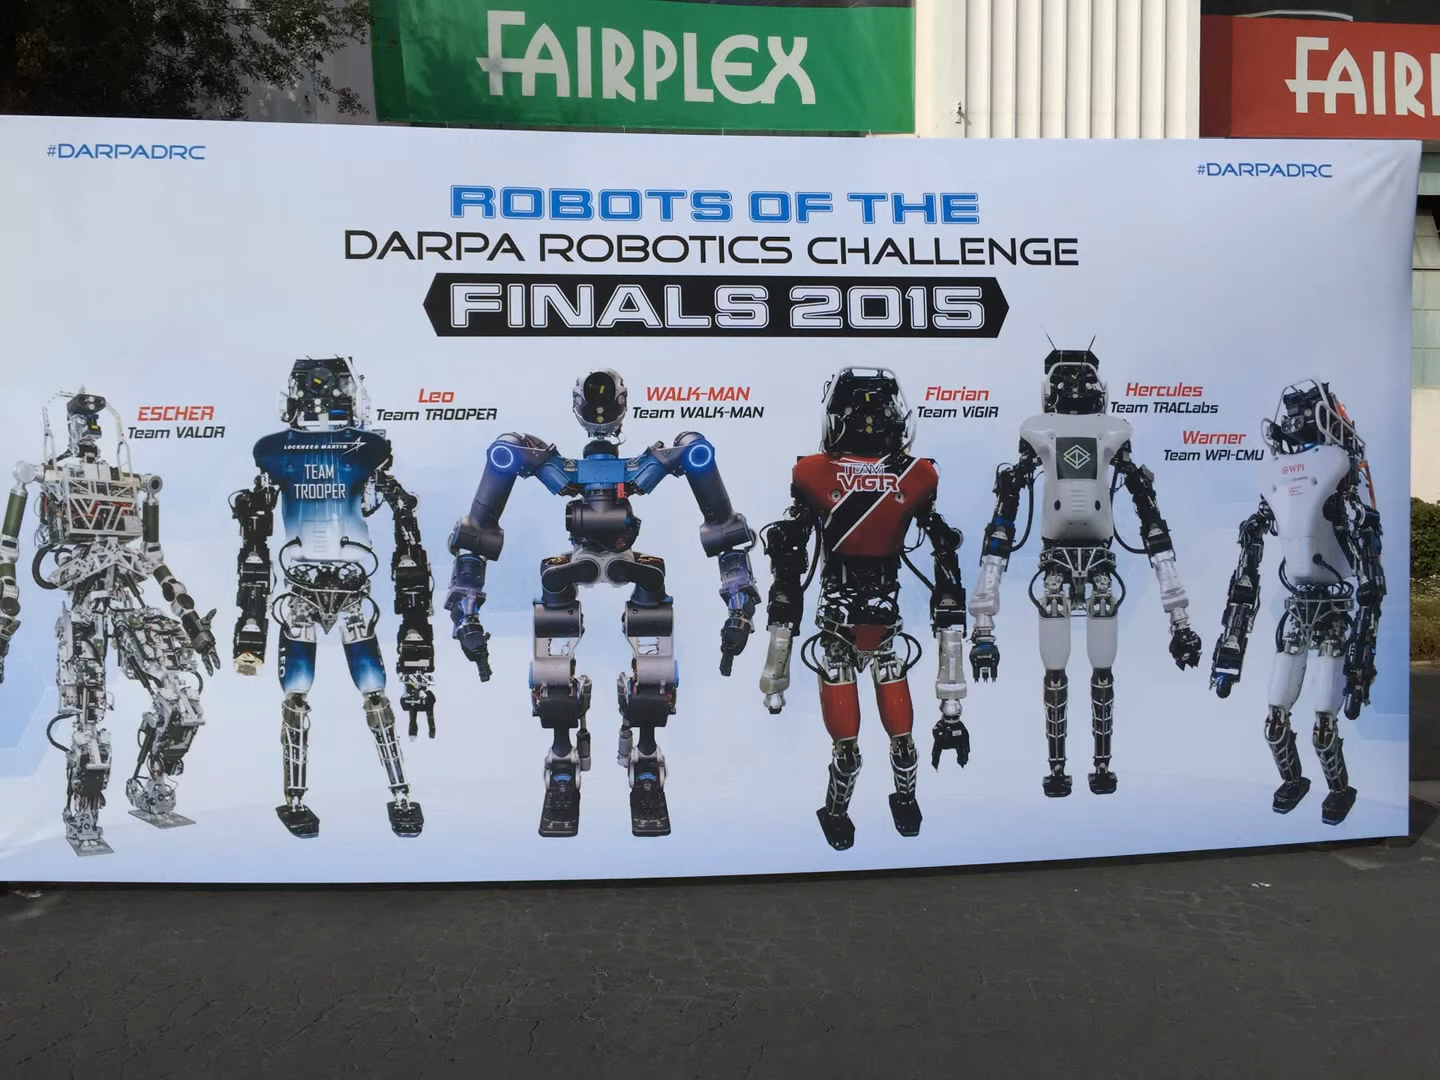 FAIRPLEX
#DARPADRC
#DARPADRC
ROBOTS OF THE
DARPA ROBOTICS CHALLENGE
FINALS 2015
ESCHER
Team VALOR
Leo
Team TROOPER
WALK-MAN
Team WALK-MAN
Florian
Team ViGIR
Hercules
Team TRACLabs
Warner
Team WPI-CMU
LOCKHEED MARTIN
TEAM
TROOPER
LEO
TEAM
ViGIR
WPI